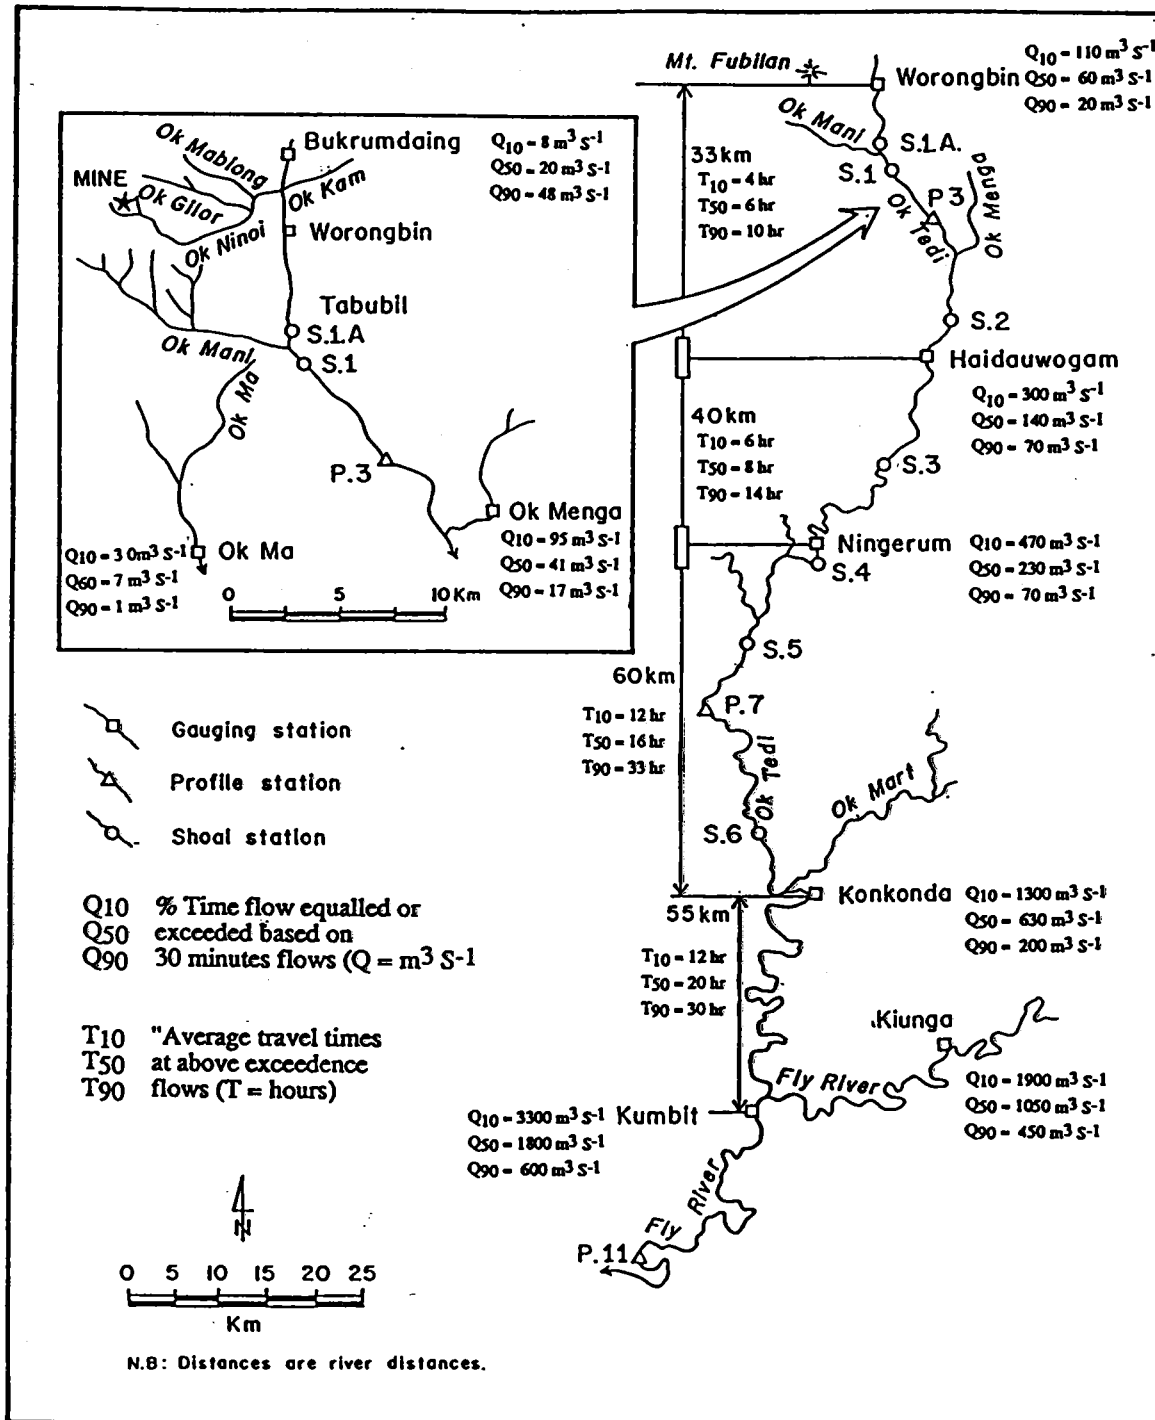 Mt. Fubilan
Worongbin
Q10 = 110 m³ S-1
Q50 = 60 m³ S-1
Q90 = 20 m³ S-1
Ok Mani
S.1.A.
S.1
33km
T10 = 4 hr
T50 = 6 hr
T90 = 10 hr
P 3
Ok Tedi
Ok Menga
S.2
Haidauwogam
Q10 = 300 m³ S-1
Q50 = 140 m³ S-1
Q90 = 70 m³ S-1
40km
T10 = 6 hr
T50 = 8 hr
T90 = 14 hr
S.3
Ningerum
Q10 = 470 m³ S-1
Q50 = 230 m³ S-1
Q90 = 70 m³ S-1
S.4
S.5
60km
P.7
T10 = 12 hr
T50 = 16 hr
T90 = 33 hr
Ok Tedi
Ok Mart
S.6
Konkonda
Q10 = 1300 m³ S-1
Q50 = 630 m³ S-1
Q90 = 200 m³ S-1
55km
T10 = 12 hr
T50 = 20 hr
T90 = 30 hr
Kiunga
Fly River
Q10 = 1900 m³ S-1
Q50 = 1050 m³ S-1
Q90 = 450 m³ S-1
Kumbit
Q10 = 3300 m³ S-1
Q50 = 1800 m³ S-1
Q90 = 600 m³ S-1
Fly River
P.11
Bukrumdaing
Q10 = 8 m³ S-1
Q50 = 20 m³ S-1
Q90 = 48 m³ S-1
Ok Mablong
MINE
Ok Gilor
Ok Kam
Ok Ninoi
Worongbin
Tabubil
S.1.A
Ok Mani
S.1
Ok Ma
P.3
Ok Menga
Q10 = 95 m³ S-1
Q50 = 41 m³ S-1
Q90 = 17 m³ S-1
Q10 = 3 0m³ S-1
Q60 = 7 m³ S-1
Q90 = 1 m³ S-1
Ok Ma
0 5 10 Km
Gauging station
Profile station
Shoal station
Q10 % Time flow equalled or
Q50 exceeded based on
Q90 30 minutes flows (Q = m³ S-1
T10 "Average travel times
T50 at above exceedence
T90 flows (T = hours)
N
0 5 10 15 20 25
Km
N.B: Distances are river distances.